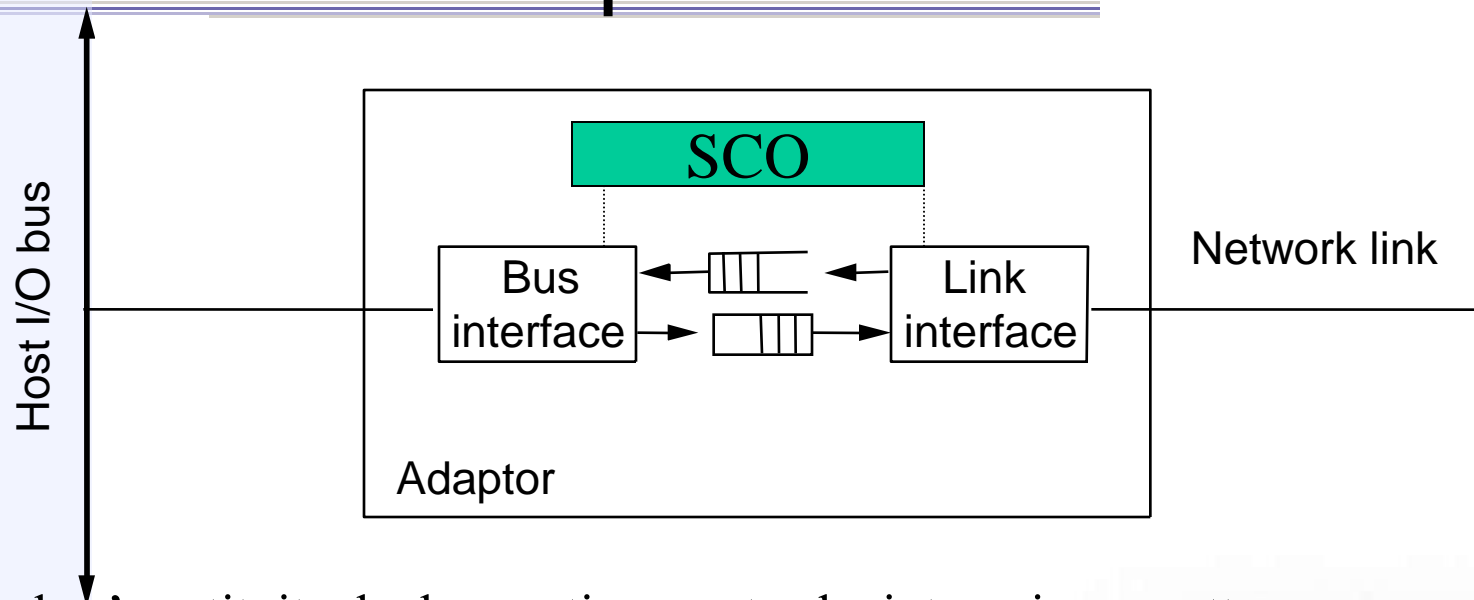 SCO
Host I/O bus
Bus
interface
Link
interface
Network link
Adaptor